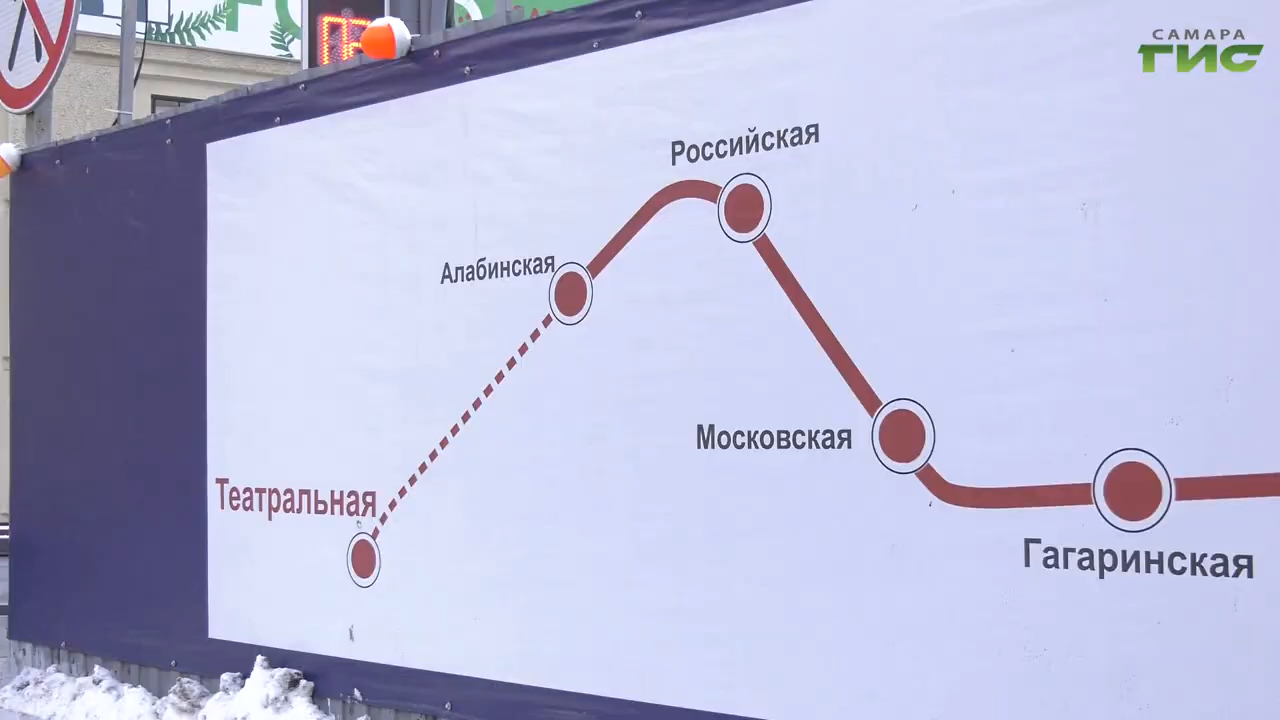 САМАРА
ГИС
Российская
Алабинская
Московская
Театральная
Гагаринская